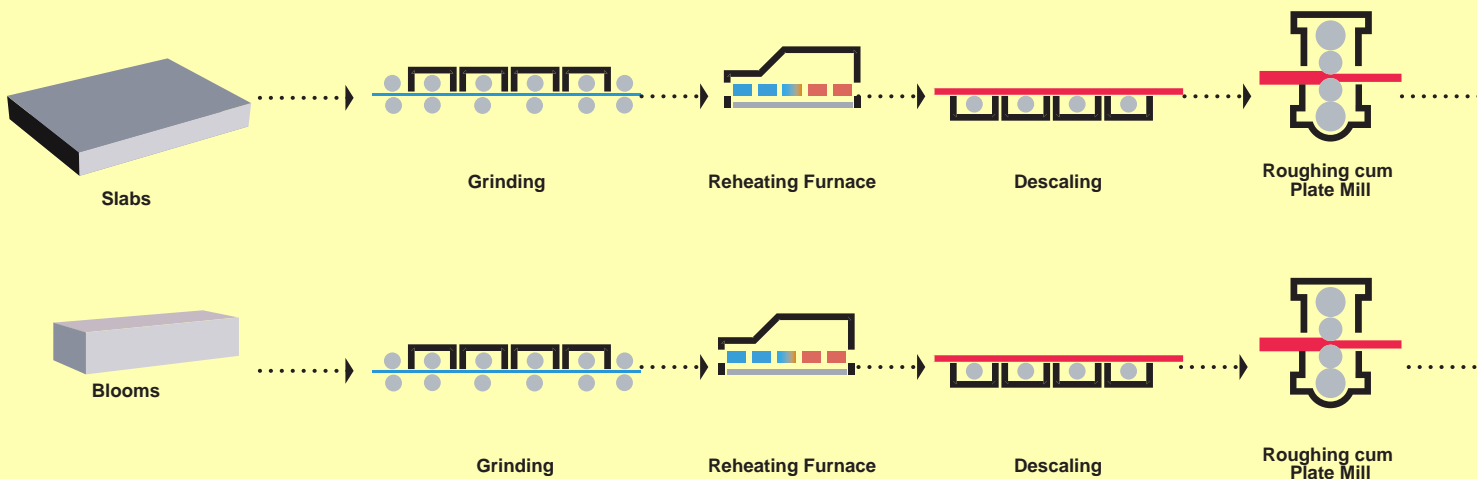 Slabs
Grinding
Reheating Furnace
Descaling
Roughing cum
Plate Mill
Blooms
Grinding
Reheating Furnace
Descaling
Roughing cum
Plate Mill